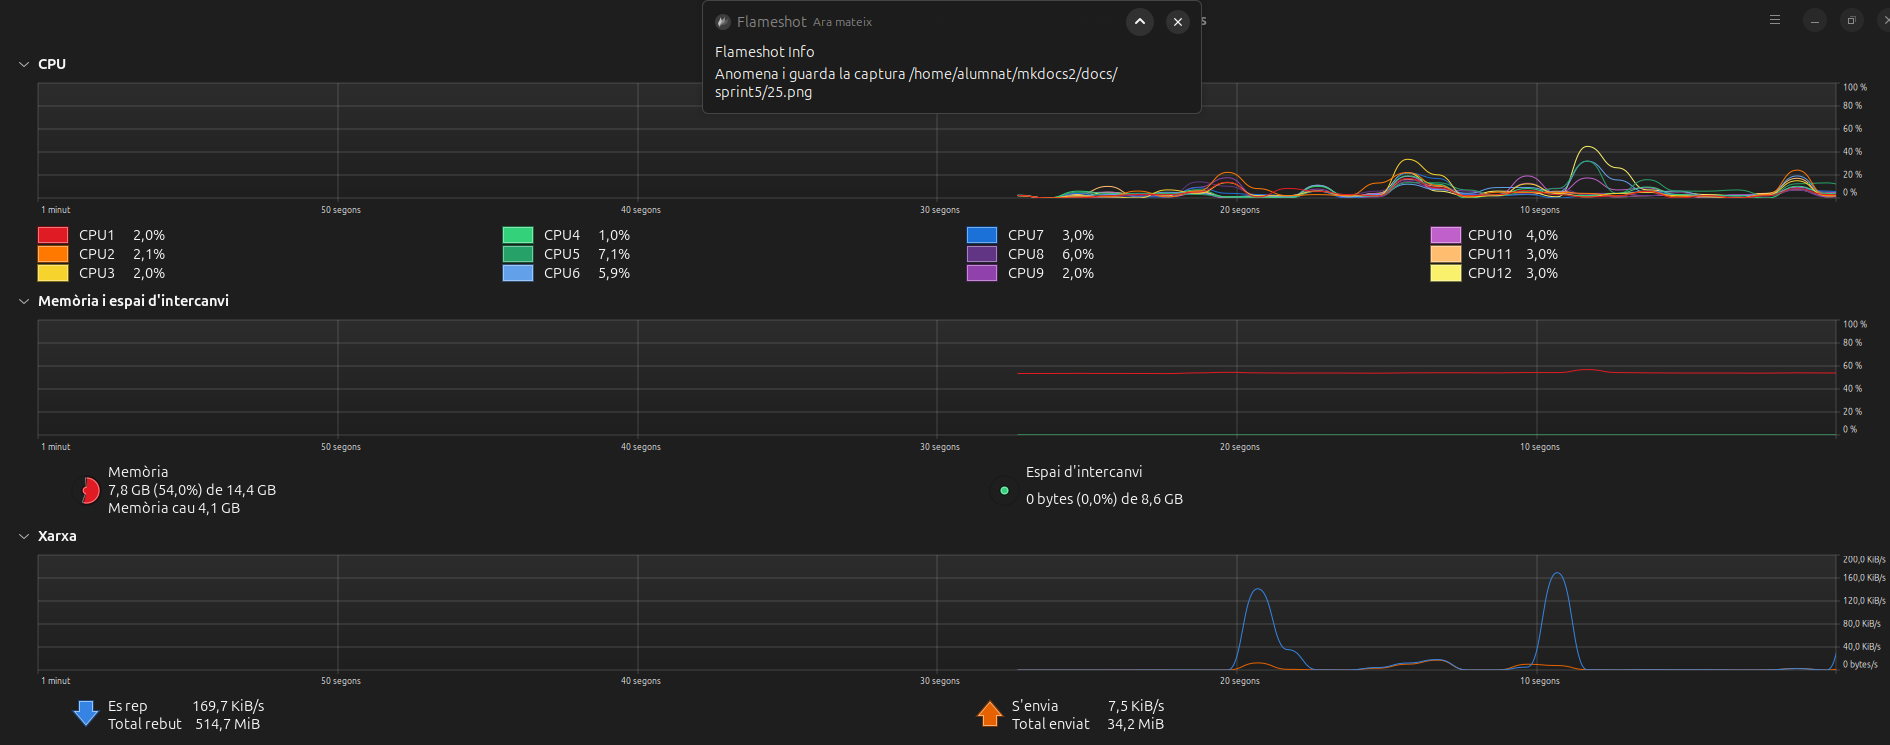 Flameshot Ara mateix
s
Flameshot Info
Anomena i guarda la captura /home/alumnat/mkdocs2/docs/
sprint5/25.png
CPU
100 %
80 %
60 %
40 %
20 %
0 %
1 minut 50 segons 40 segons 30 segons 20 segons 10 segons
CPU1 2,0% CPU4 1,0% CPU7 3,0% CPU10 4,0%
CPU2 2,1% CPU5 7,1% CPU8 6,0% CPU11 3,0%
CPU3 2,0% CPU6 5,9% CPU9 2,0% CPU12 3,0%
Memòria i espai d'intercanvi
100 %
80 %
60 %
40 %
20 %
0 %
1 minut 50 segons 40 segons 30 segons 20 segons 10 segons
Memòria
7,8 GB (54,0%) de 14,4 GB
Memòria cau 4,1 GB
Espai d'intercanvi
0 bytes (0,0%) de 8,6 GB
Xarxa
200,0 KiB/s
160,0 KiB/s
120,0 KiB/s
80,0 KiB/s
40,0 KiB/s
0 bytes/s
1 minut 50 segons 40 segons 30 segons 20 segons 10 segons
Es rep 169,7 KiB/s
Total rebut 514,7 MiB
S'envia 7,5 KiB/s
Total enviat 34,2 MiB